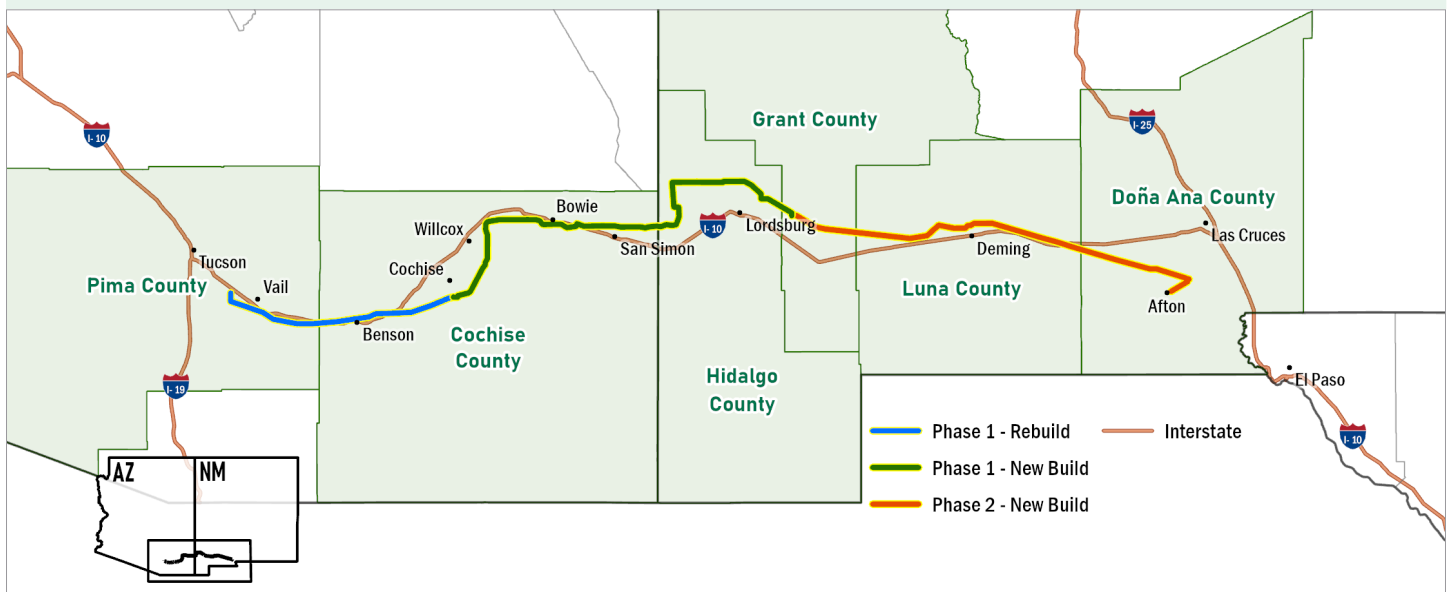 Grant County
I-10
I-25
Doña Ana County
Bowie
Willcox
I-10
Lordsburg
Las Cruces
San Simon
Deming
Tucson
Cochise
Pima County
Vail
Luna County
Afton
Benson
Cochise
County
Hidalgo
County
I-19
El Paso
Phase 1 - Rebuild
Interstate
I-10
Phase 1 - New Build
AZ
NM
Phase 2 - New Build